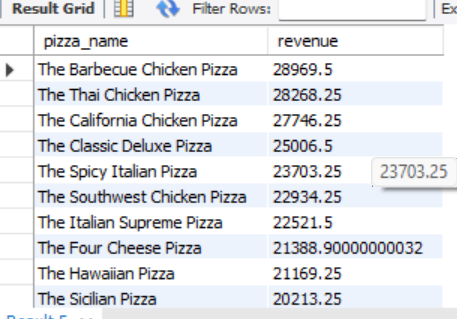 Result Grid Filter Rows: Ex
pizza_name revenue
The Barbecue Chicken Pizza 28969.5
The Thai Chicken Pizza 28268.25
The California Chicken Pizza 27746.25
The Classic Deluxe Pizza 25006.5
The Spicy Italian Pizza 23703.25 23703.25
The Southwest Chicken Pizza 22934.25
The Italian Supreme Pizza 22521.5
The Four Cheese Pizza 21388.90000000032
The Hawaiian Pizza 21169.25
The Sicilian Pizza 20213.25